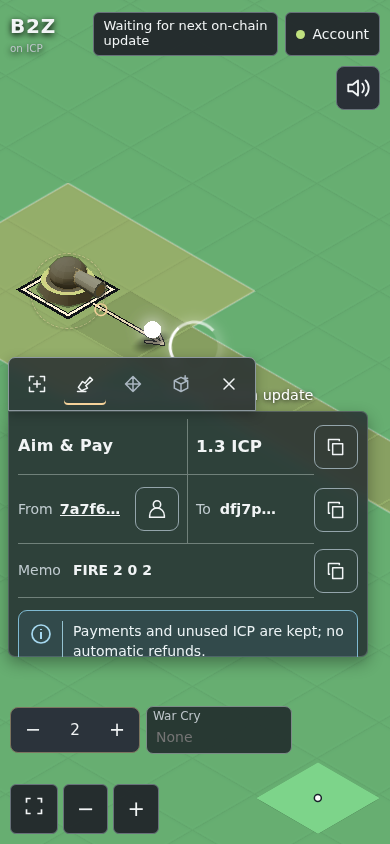 B2Z
on ICP
Waiting for next on-chain
update
Account
update
Aim & Pay
1.3 ICP
From 7a7f6…
To dfj7p…
Memo FIRE 2 0 2
Payments and unused ICP are kept; no
automatic refunds.
2
War Cry
None